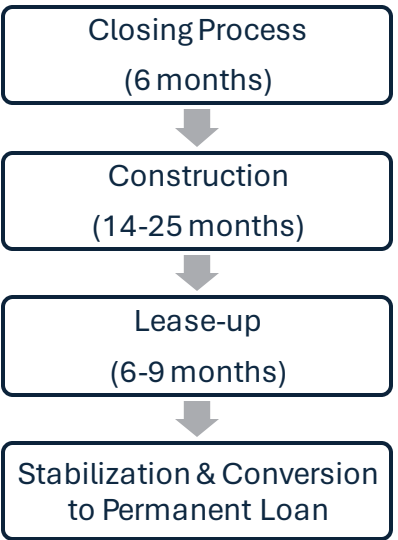 Closing Process
(6 months)
Construction
(14-25 months)
Lease-up
(6-9 months)
Stabilization & Conversion
to Permanent Loan